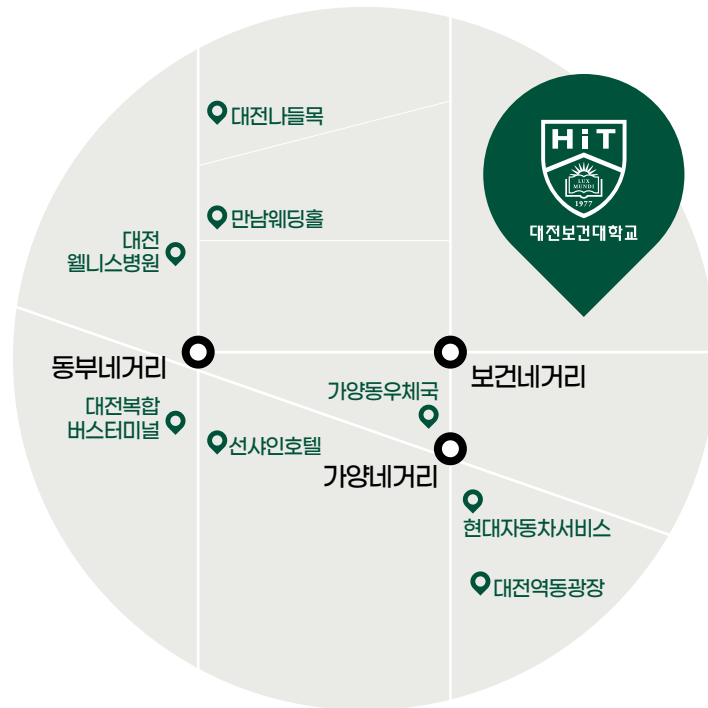 대전나들목
HiT
LUX
MUNDI
1977
대전보건대학교
만남웨딩홀
대전
웰니스병원
동부네거리
보건네거리
가양동우체국
대전복합
버스터미널
선샤인호텔
가양네거리
현대자동차서비스
대전역동광장